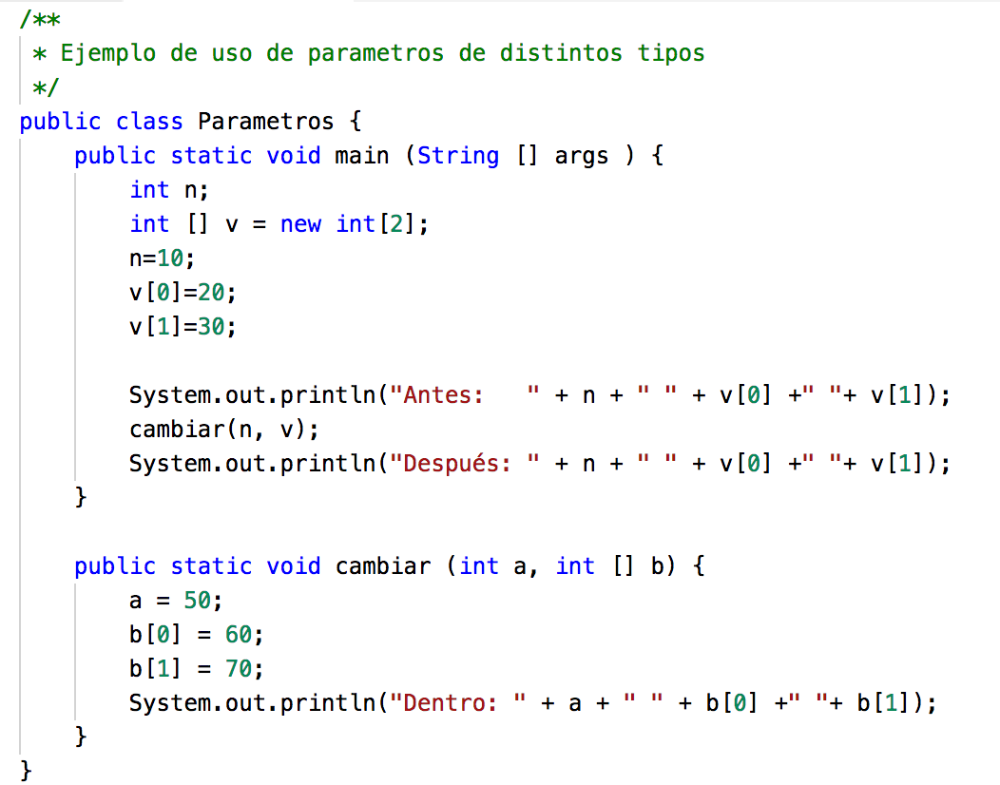 /**
 * Ejemplo de uso de parametros de distintos tipos
 */
public class Parametros {
    public static void main (String [] args ) {
        int n;
        int [] v = new int[2];
        n=10;
        v[0]=20;
        v[1]=30;

        System.out.println("Antes:   " + n + " " + v[0] +" "+ v[1]);
        cambiar(n, v);
        System.out.println("Después: " + n + " " + v[0] +" "+ v[1]);
    }

    public static void cambiar (int a, int [] b) {
        a = 50;
        b[0] = 60;
        b[1] = 70;
        System.out.println("Dentro: " + a + " " + b[0] +" "+ b[1]);
    }
}